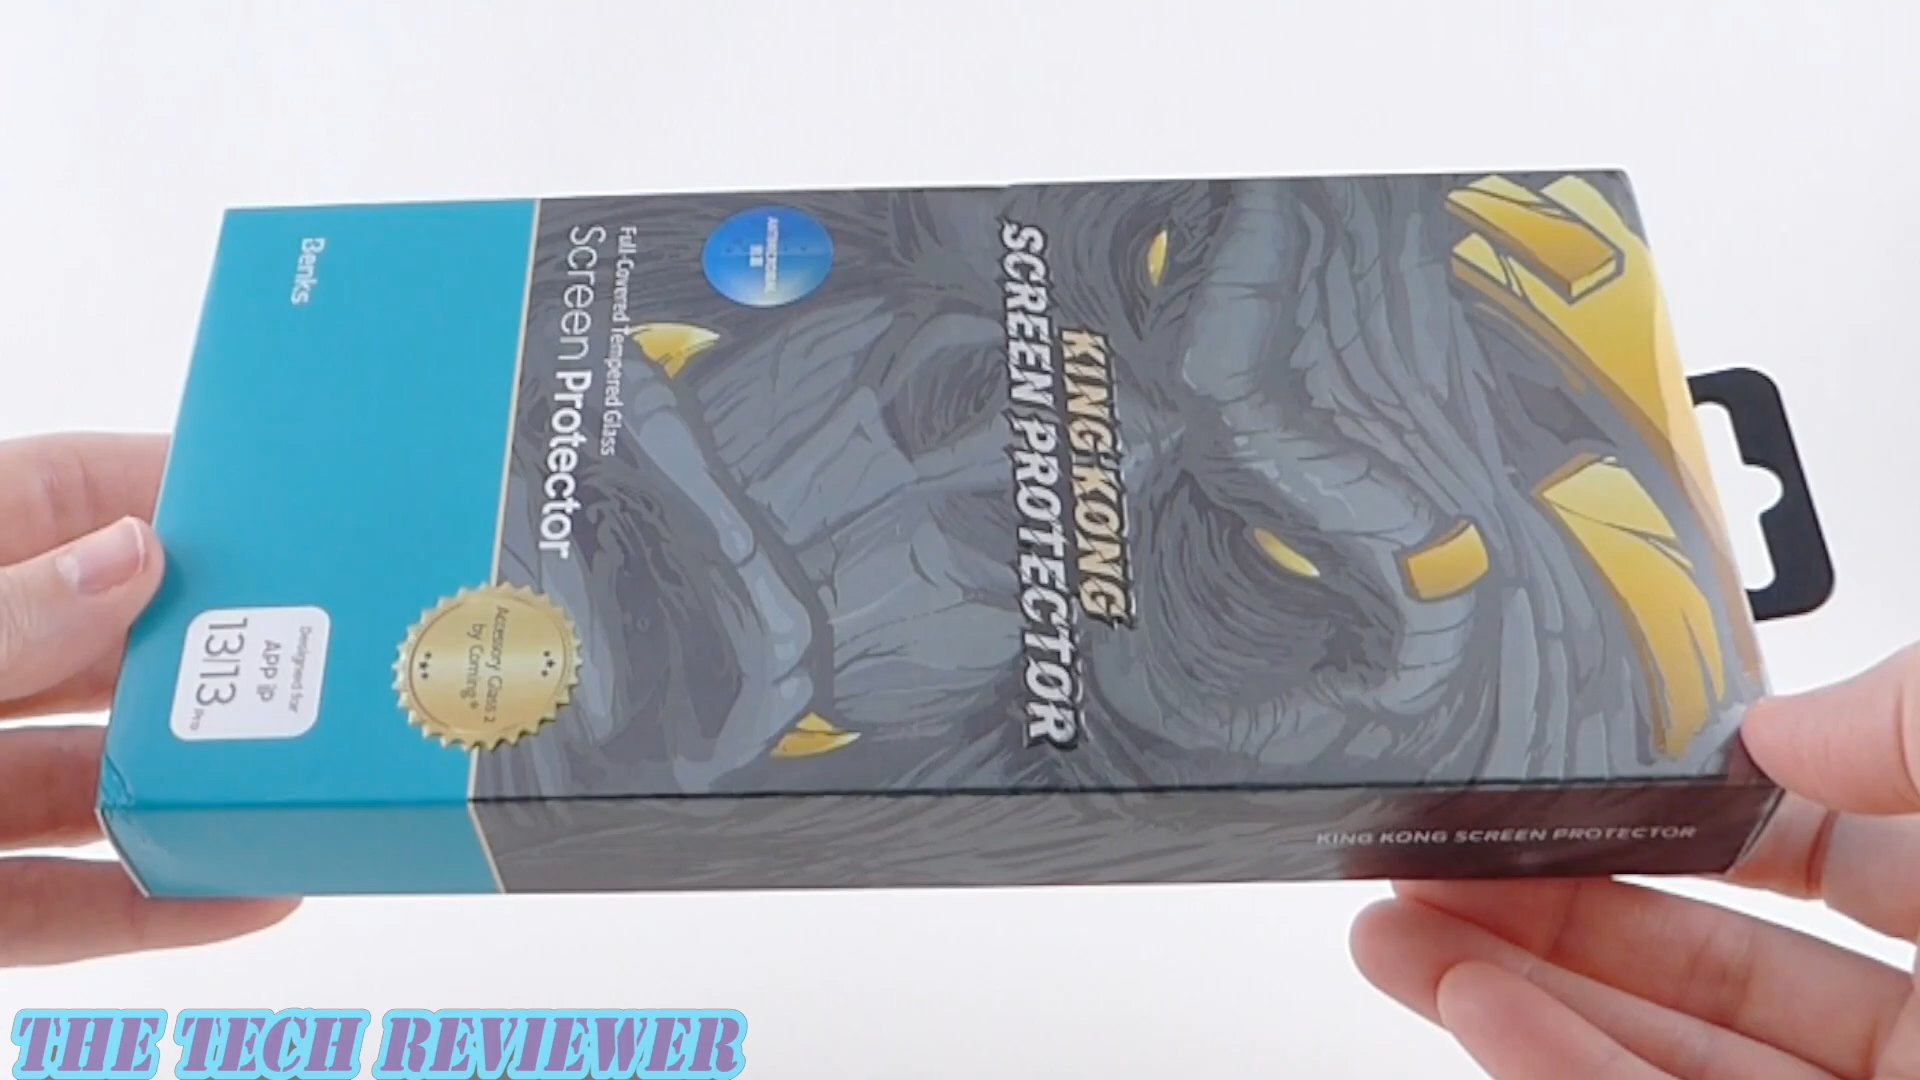 KING KONG
SCREEN PROTECTOR
ANTIMICROBIAL
Full-Covered Tempered Glass
Screen Protector
Accessory Glass 2
by Corning®
Benks
Designed for
App ip
13|13 Pro
KING KONG SCREEN PROTECTOR
THE TECH REVIEWER